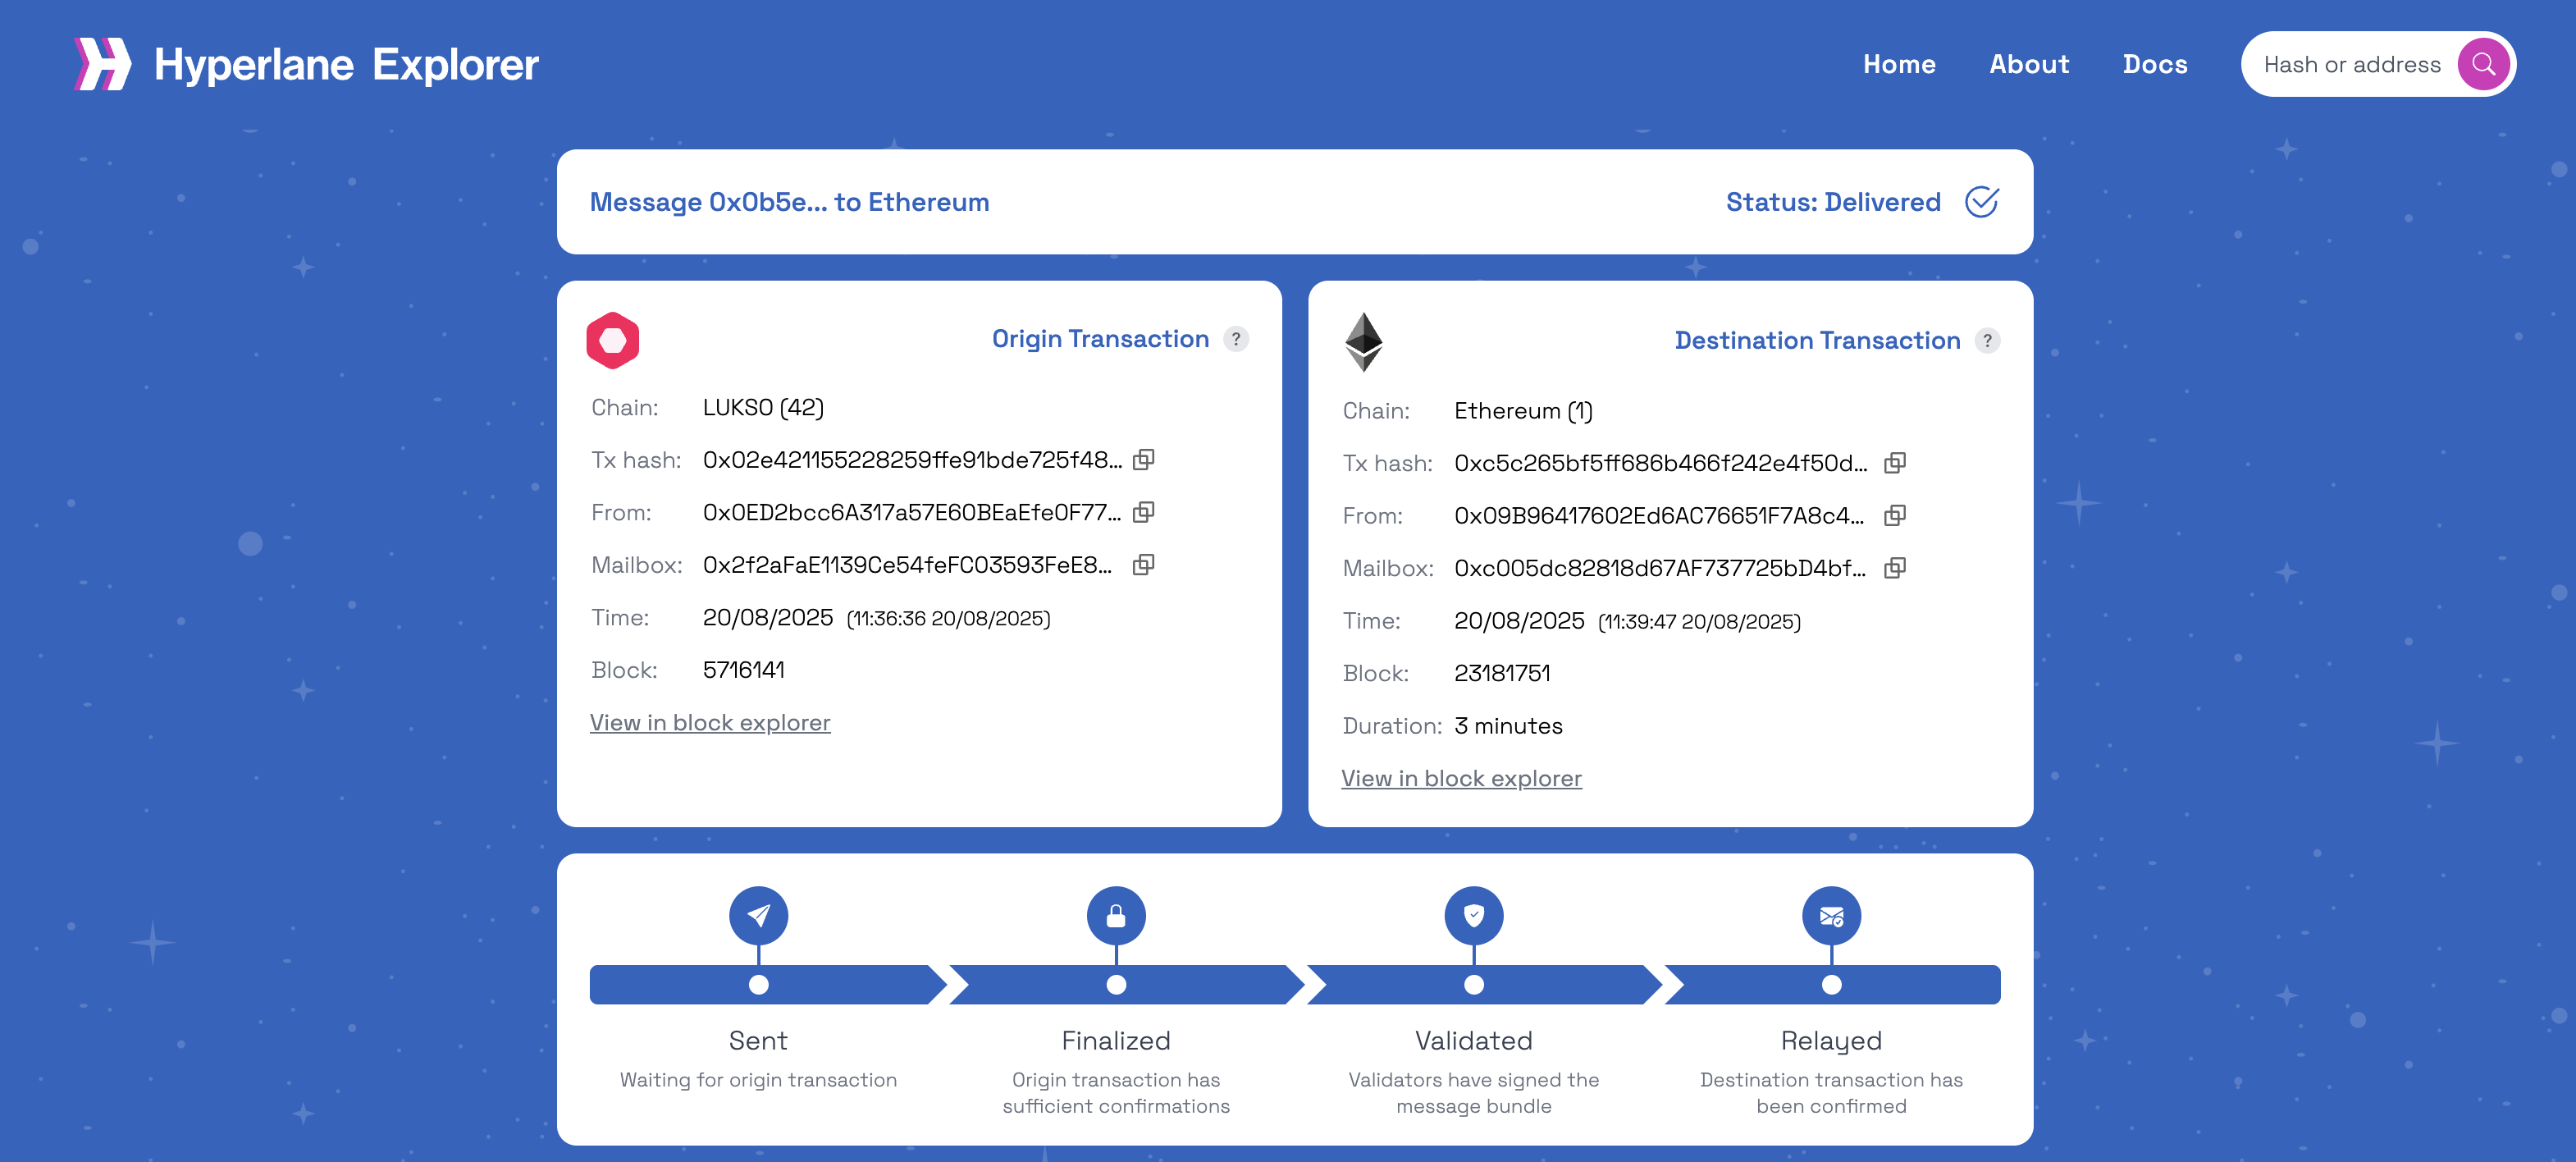 Hyperlane Explorer
Home About Docs Hash or address
Message 0x0b5e... to Ethereum
Status: Delivered
Origin Transaction ?
Chain: LUKSO (42)
Tx hash: 0x02e421155228259ffe91bde725f48...
From: 0x0ED2bcc6A317a57E60BEaEfe0F77...
Mailbox: 0x2f2aFaE1139Ce54feFC03593FeE8...
Time: 20/08/2025 (11:36:36 20/08/2025)
Block: 5716141
View in block explorer
Destination Transaction ?
Chain: Ethereum (1)
Tx hash: 0xc5c265bf5ff686b466f242e4f50d...
From: 0x09B96417602Ed6AC76651F7A8c4...
Mailbox: 0xc005dc82818d67AF737725bD4bf...
Time: 20/08/2025 (11:39:47 20/08/2025)
Block: 23181751
Duration: 3 minutes
View in block explorer
Sent
Waiting for origin transaction
Finalized
Origin transaction has
sufficient confirmations
Validated
Validators have signed the
message bundle
Relayed
Destination transaction has
been confirmed